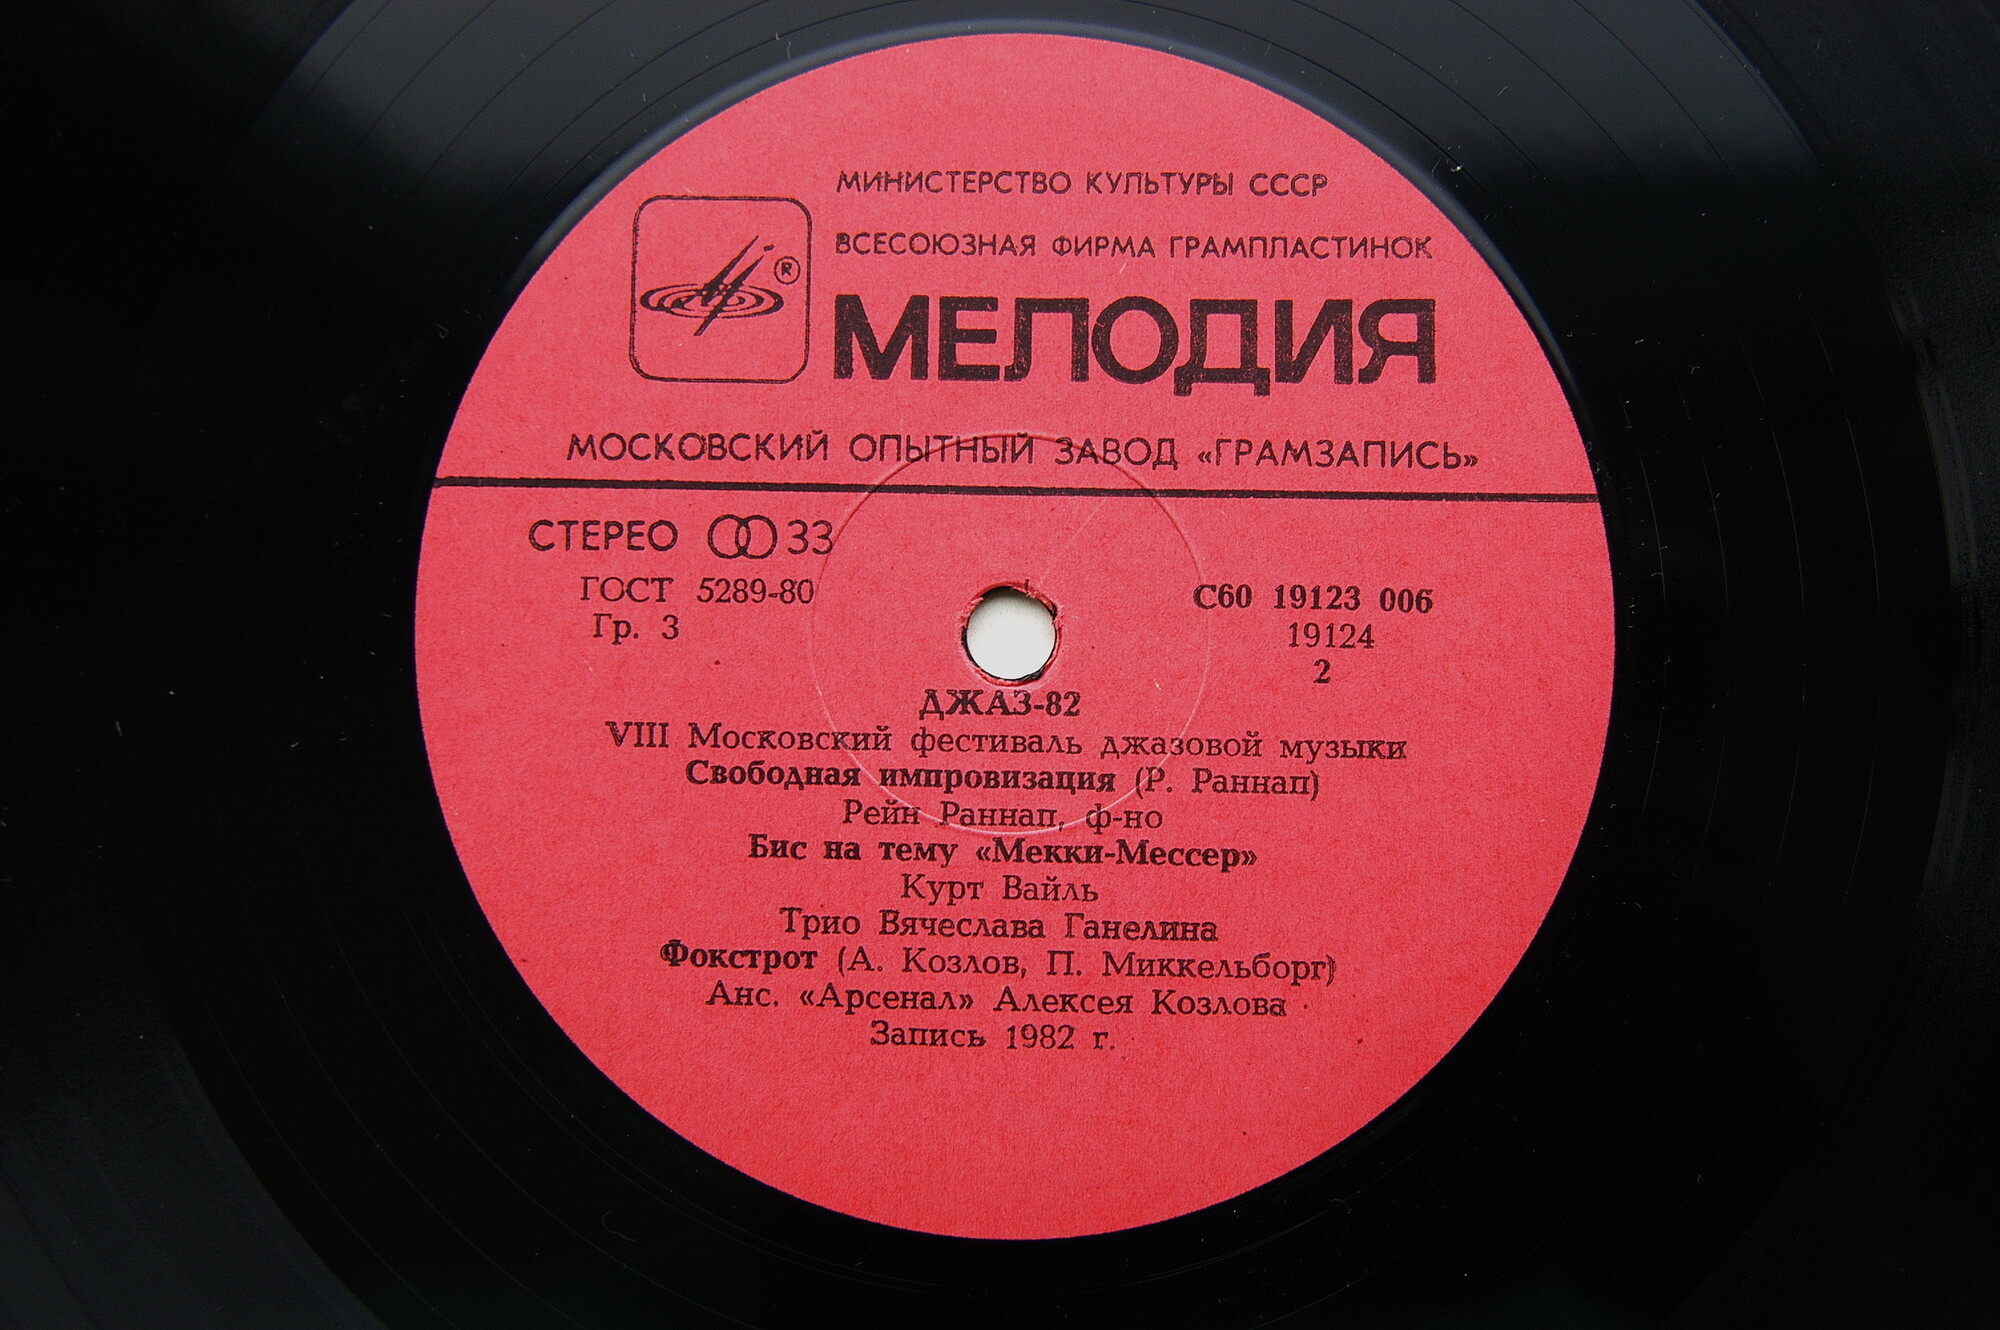 МИНИСТЕРСТВО КУЛЬТУРЫ СССР
ВСЕСОЮЗНАЯ ФИРМА ГРАМПЛАСТИНОК
®
МЕЛОДИЯ
МОСКОВСКИЙ ОПЫТНЫЙ ЗАВОД «ГРАМЗАПИСЬ»
СТЕРЕО 33
ГОСТ 5289-80
Гр. 3
С60 19123 006
19124
2
ДЖАЗ-82
VIII Московский фестиваль джазовой музыки
Свободная импровизация (Р. Раннап)
Рейн Раннап, ф-но
Бис на тему «Мекки-Мессер»
Курт Вайль
Трио Вячеслава Ганелина
Фокстрот (А. Козлов, П. Миккельборг)
Анс. «Арсенал» Алексея Козлова
Запись 1982 г.